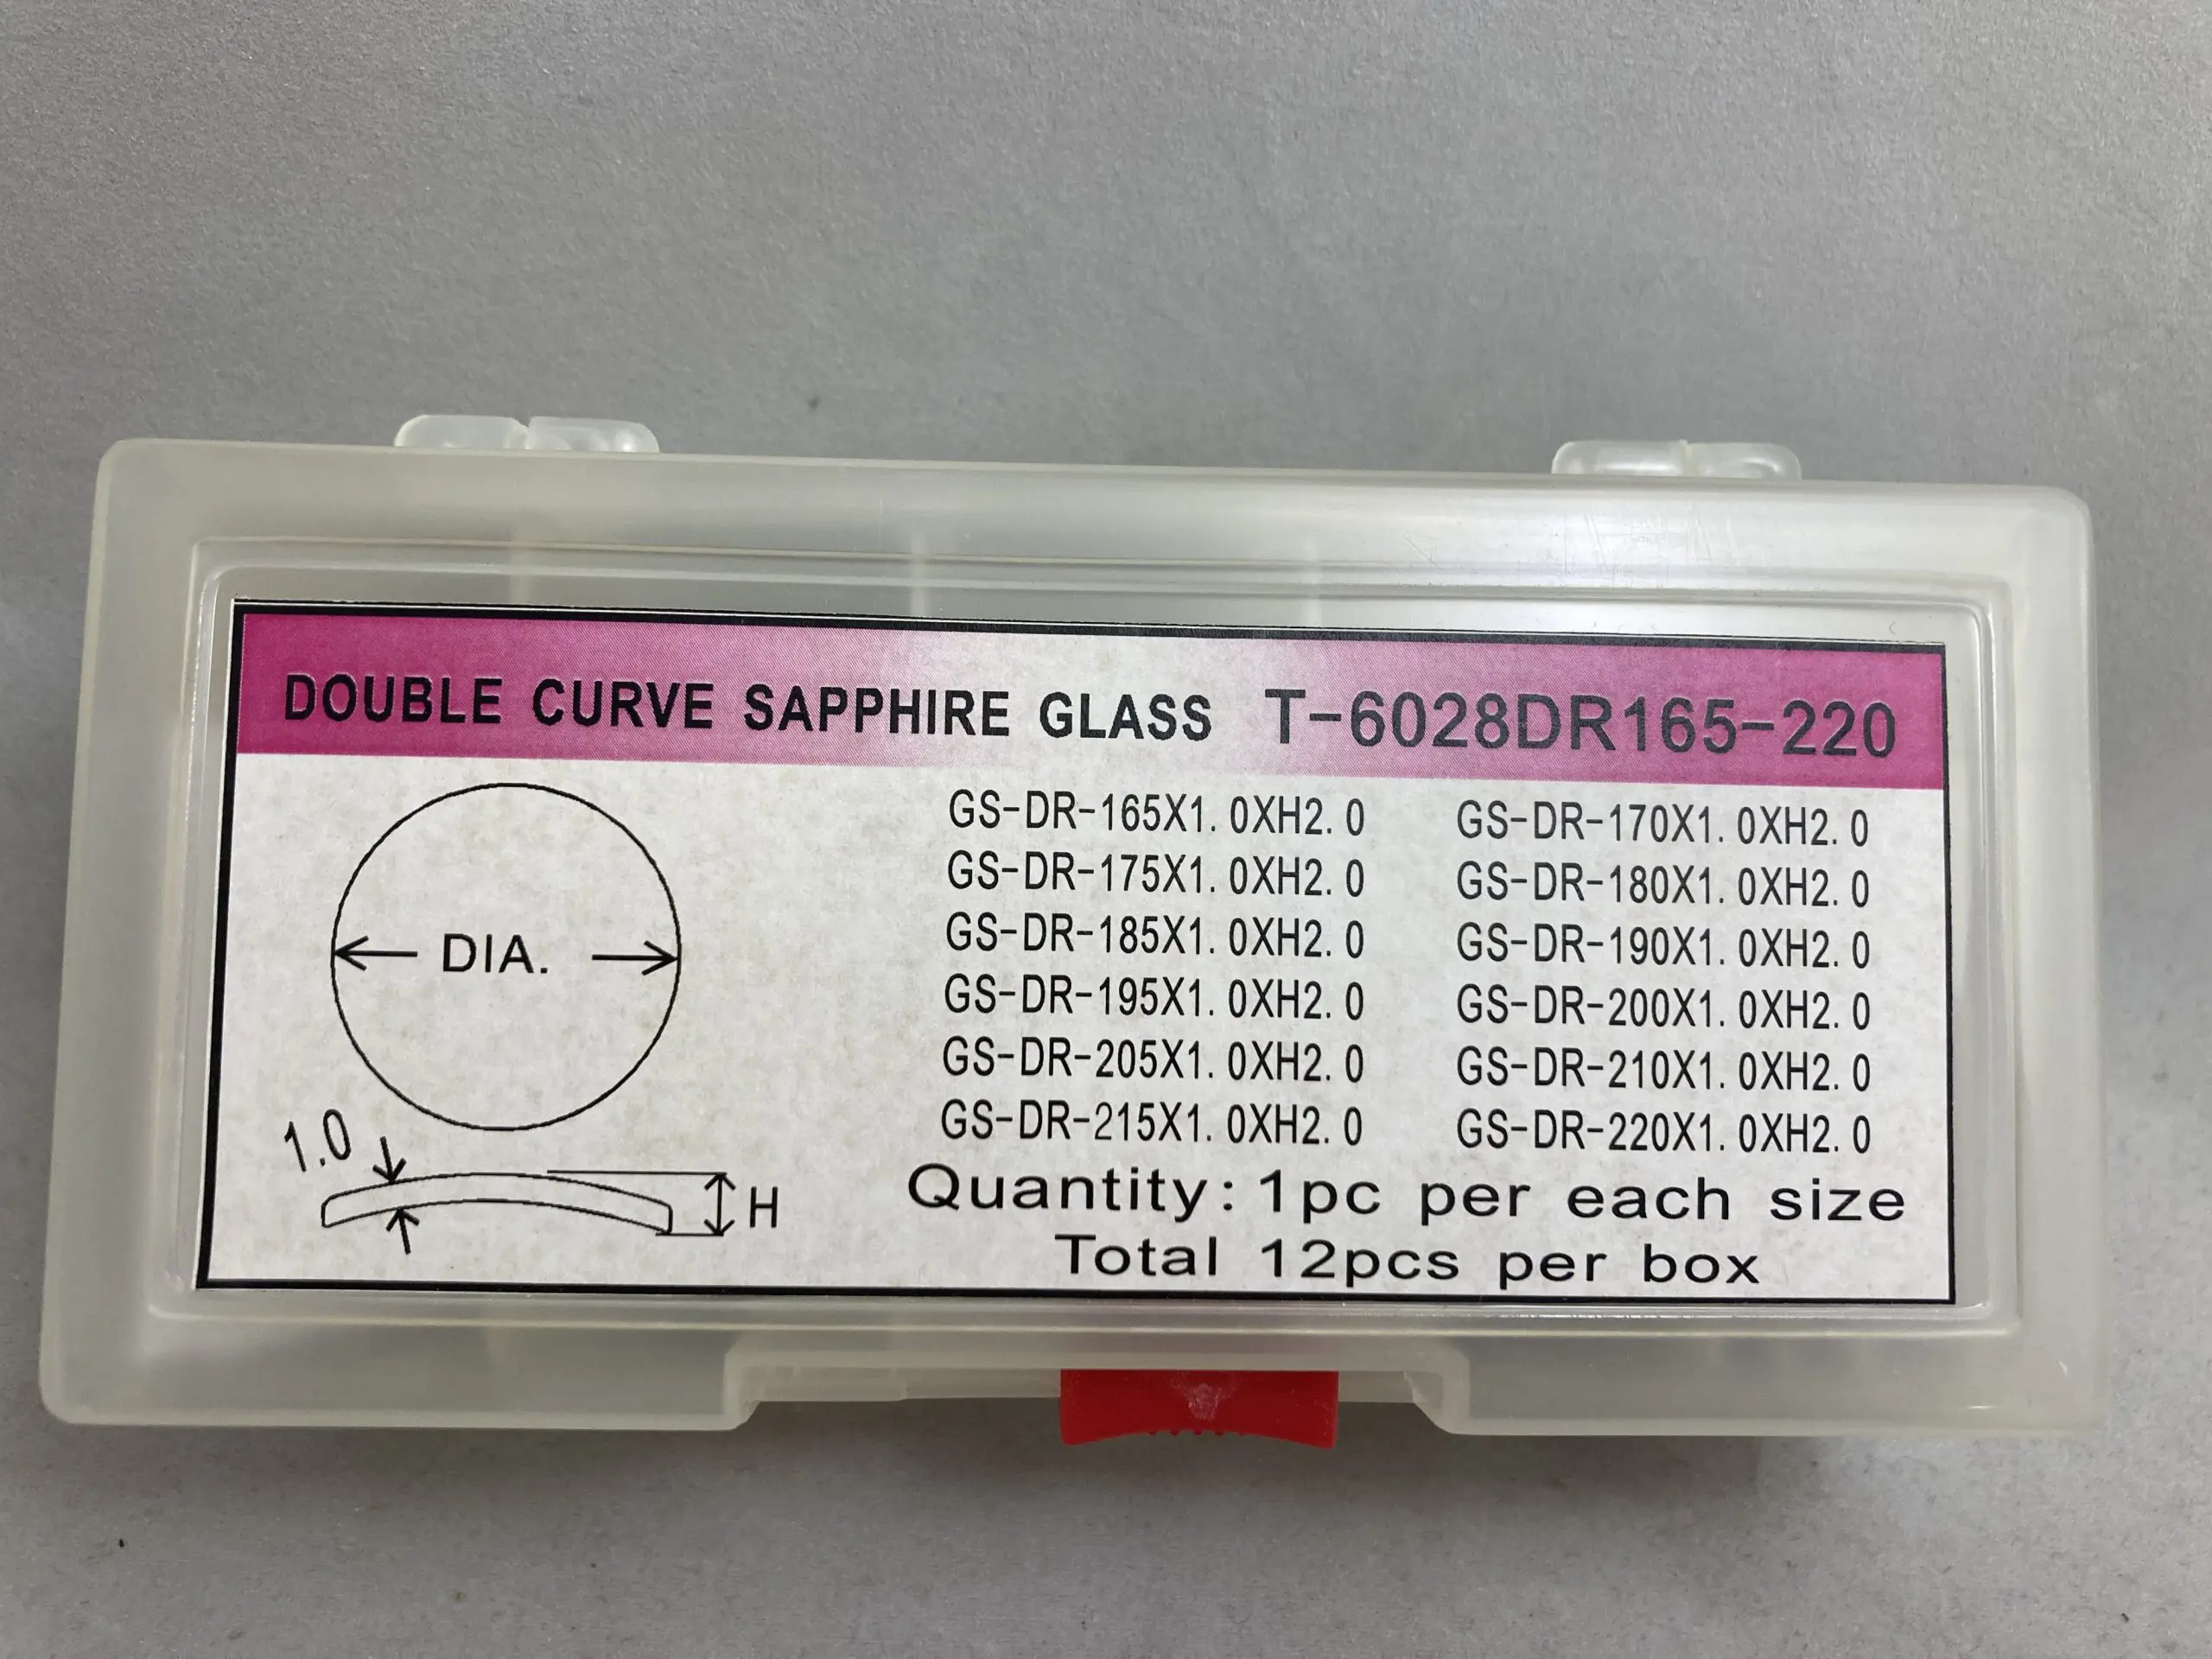 DOUBLE CURVE SAPPHIRE GLASS T-6028DR165-220
DIA.
1.0
H
GS-DR-165X1.0XH2.0 GS-DR-170X1.0XH2.0
GS-DR-175X1.0XH2.0 GS-DR-180X1.0XH2.0
GS-DR-185X1.0XH2.0 GS-DR-190X1.0XH2.0
GS-DR-195X1.0XH2.0 GS-DR-200X1.0XH2.0
GS-DR-205X1.0XH2.0 GS-DR-210X1.0XH2.0
GS-DR-215X1.0XH2.0 GS-DR-220X1.0XH2.0
Quantity: 1pc per each size
Total 12pcs per box